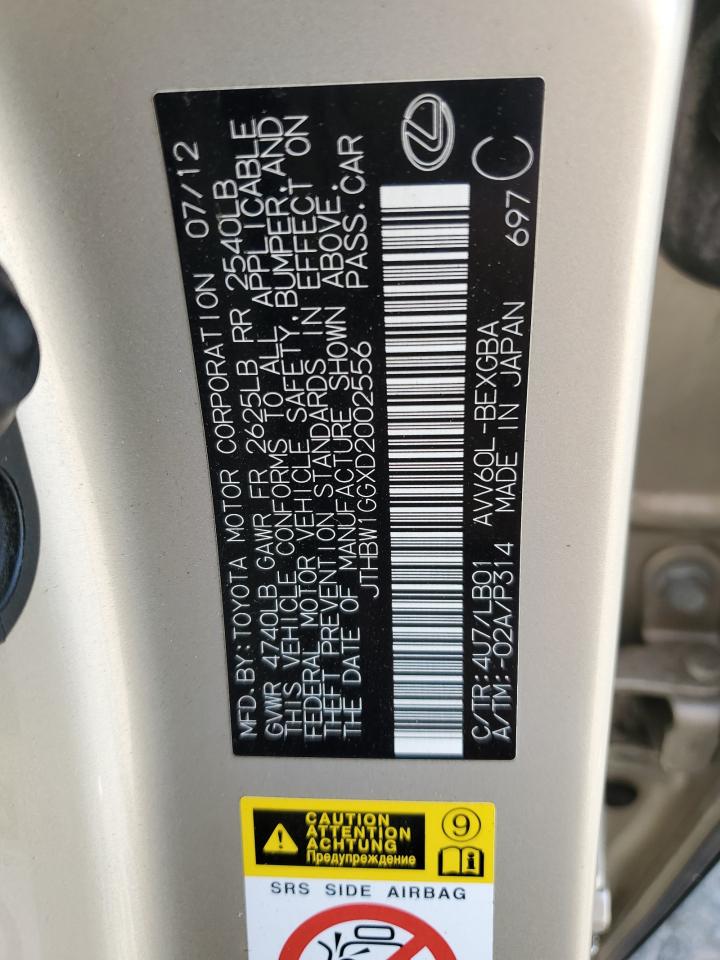 MFD. BY: TOYOTA MOTOR CORPORATION 07/12
GVWR 4740LB GAWR FR 2625LB RR 2540LB
THIS VEHICLE CONFORMS TO ALL APPLICABLE
FEDERAL MOTOR VEHICLE SAFETY, BUMPER, AND
THEFT PREVENTION STANDARDS IN EFFECT ON
THE DATE OF MANUFACTURE SHOWN ABOVE.
JTHBW1GGXD2002556 PASS. CAR
C/TR: 4U7/LB01 AVV60L-BEXGBA 697 C
A/TM: -02A/P314 MADE IN JAPAN
CAUTION
ATTENTION
ACHTUNG
Предупреждение
9
i
SRS SIDE AIRBAG